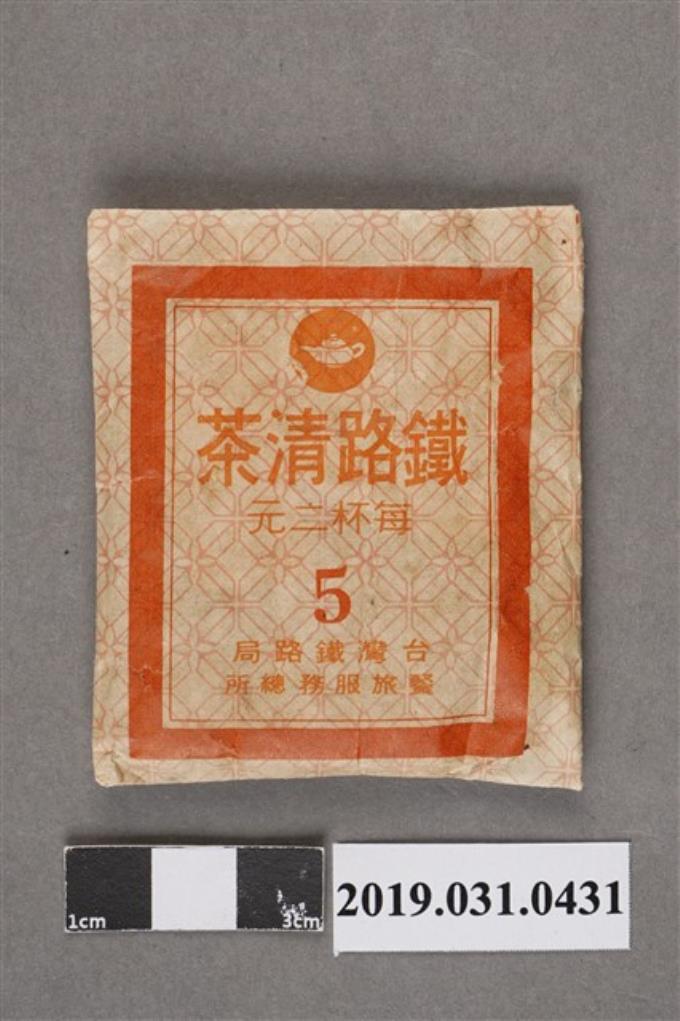 鐵路清茶
每杯二元
5
台灣鐵路局
餐旅服務總所
1cm 3cm
2019.031.0431